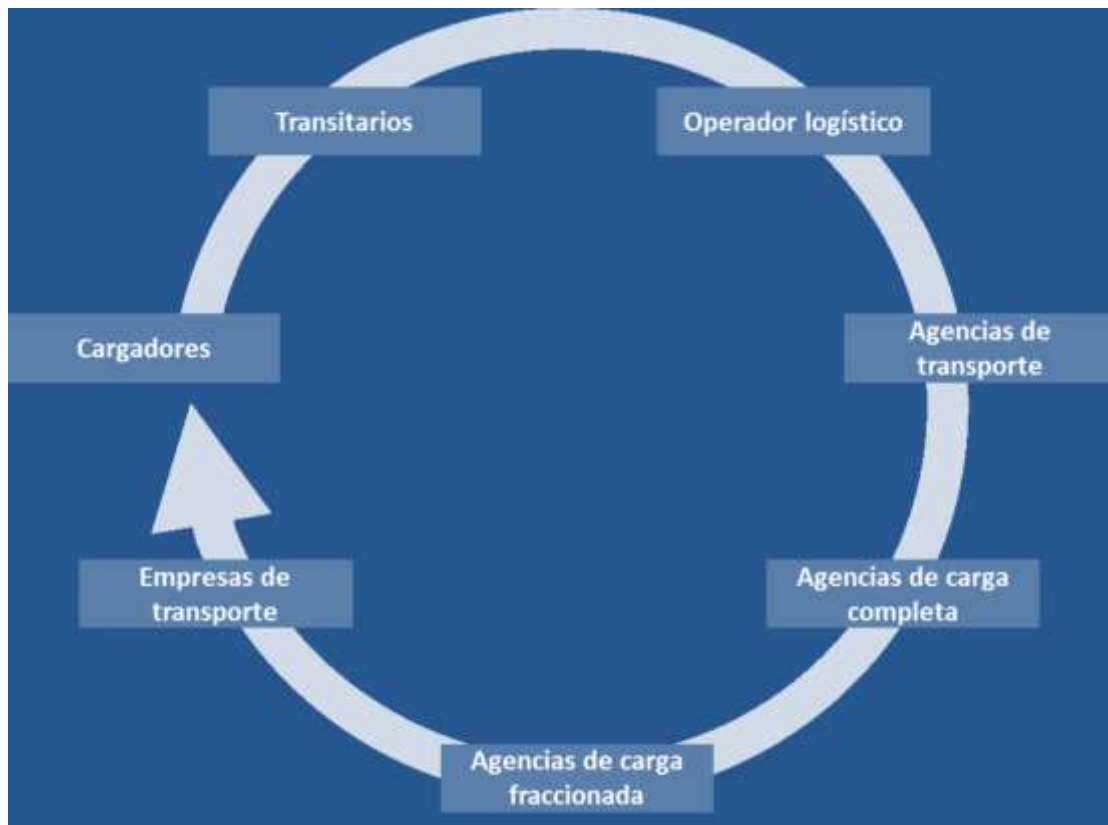 Transitarios
Operador logístico
Cargadores
Agencias de
transporte
Empresas de
transporte
Agencias de carga
completa
Agencias de carga
fraccionada